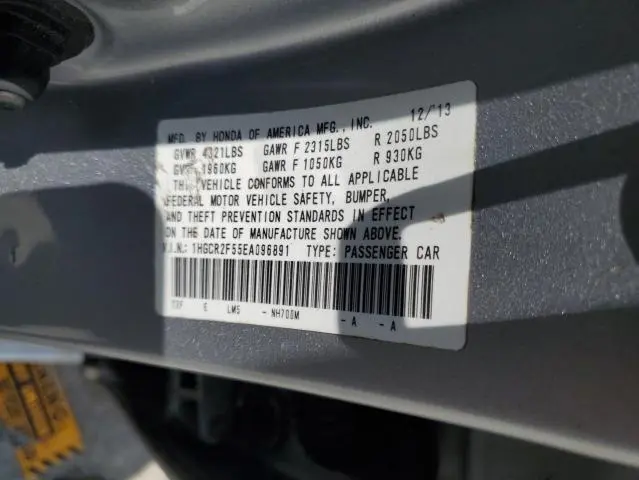 MFD. BY HONDA OF AMERICA MFG., INC. 12/'13
GVWR 4321LBS GAWR F 2315LBS R 2050LBS
1960KG GAWR F 1050KG R 930KG
THIS VEHICLE CONFORMS TO ALL APPLICABLE
FEDERAL MOTOR VEHICLE SAFETY, BUMPER,
AND THEFT PREVENTION STANDARDS IN EFFECT
ON THE DATE OF MANUFACTURE SHOWN ABOVE.
V.I.N.: 1HGCR2F55EA096891 TYPE: PASSENGER CAR
E LM5 - NH700M - A - A